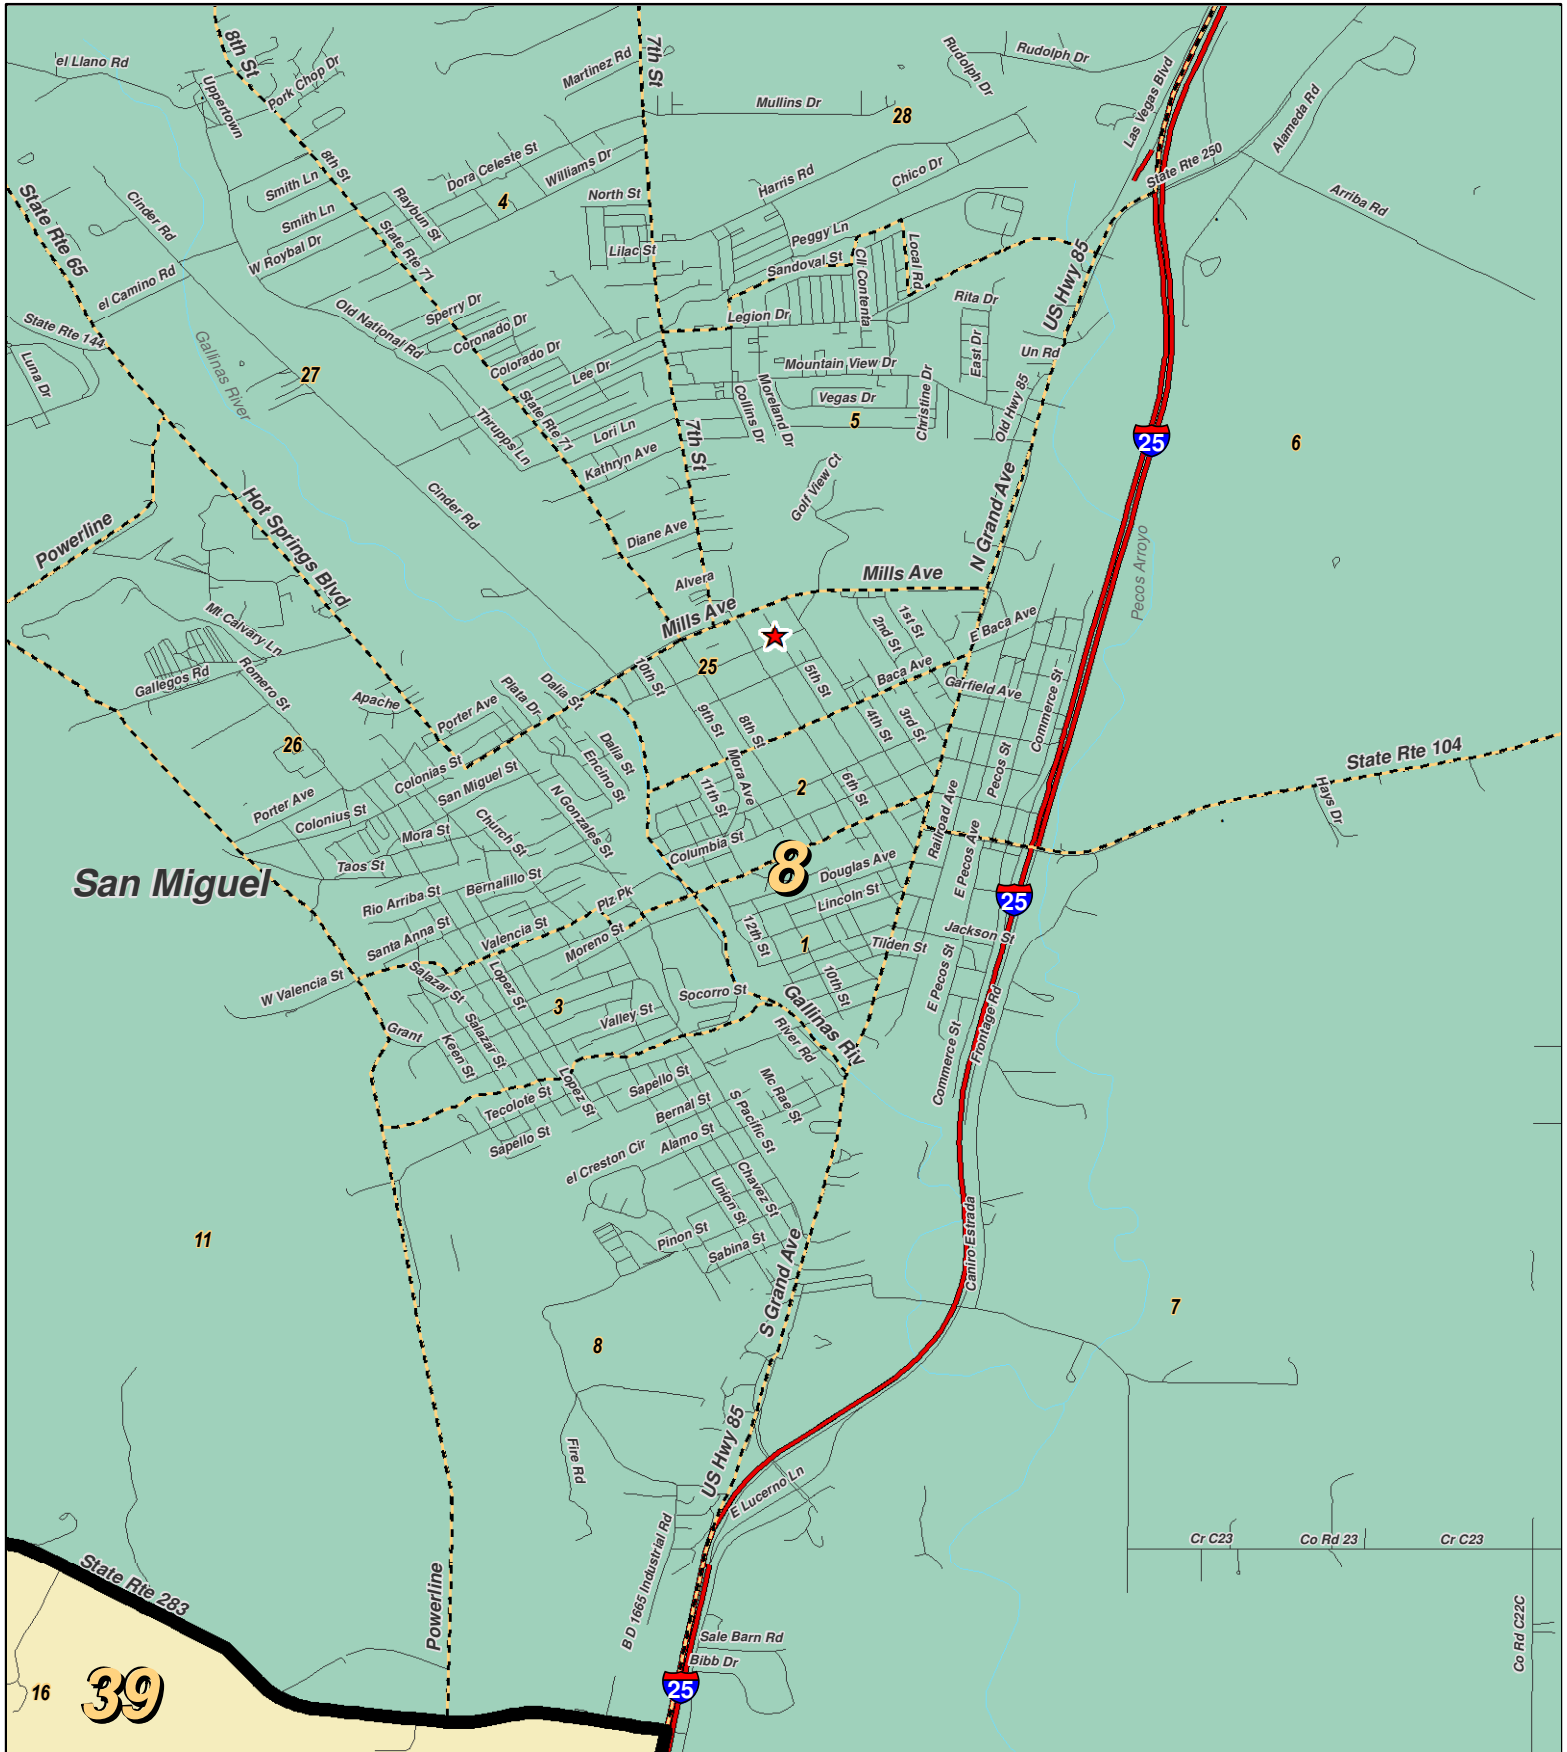 el Llano Rd
8th St
Pork Chop Dr
Uppertown
Martinez Rd
7th St
Mullins Dr
28
Rudolph Dr
Rudolph Dr
Las Vegas Blvd
Alameda Rd
State Rte 250
Arriba Rd
State Rte 65
Cinder Rd
Smith Ln
Smith Ln
W Roybal Dr
8th St
Raybun St
State Rte 71
Dora Celeste St
Williams Dr
4
North St
Lilac St
Harris Rd
Chico Dr
Peggy Ln
Sandoval St
Cll Contenta
Local Rd
US Hwy 85
Rita Dr
Legion Dr
el Camino Rd
State Rte 144
Luna Dr
Gallinas River
Old National Rd
Sperry Dr
Coronado Dr
Colorado Dr
Lee Dr
27
Mountain View Dr
Vegas Dr
5
Collins Dr
Moreland Dr
Christine Dr
East Dr
Un Rd
Old Hwy 85
25
6
Thrupps Ln
State Rte 71
Lori Ln
Kathryn Ave
7th St
Golf View Ct
N Grand Ave
Powerline
Hot Springs Blvd
Cinder Rd
Diane Ave
Alvera
Mills Ave
Mills Ave
Pecos Arroyo
Mt Calvary Ln
Gallegos Rd
Romero St
Apache
26
Porter Ave
Plata Dr
Dalia St
10th St
25
5th St
2nd St
1st St
E Baca Ave
Baca Ave
Garfield Ave
Commerce St
9th St
8th St
4th St
3rd St
Dalia St
Encino St
Mora Ave
11th St
2
6th St
Pecos St
Railroad Ave
State Rte 104
Hays Dr
Porter Ave
Colonius St
Colonias St
San Miguel St
Mora St
Church St
N Gonzales St
Taos St
Columbia St
8
Douglas Ave
Lincoln St
E Pecos Ave
San Miguel
Rio Arriba St
Bernalillo St
Plz Pk
25
Santa Anna St
Valencia St
Moreno St
12th St
1
Tilden St
Jackson St
W Valencia St
Salazar St
Lopez St
3
Socorro St
10th St
E Pecos St
Frontage Rd
Grant
Keen St
Salazar St
Valley St
Gallinas Riv
River Rd
Commerce St
Tecolote St
Lopez St
Sapello St
Sapello St
Bernal St
Alamo St
S Pacific St
Mc Rae St
el Creston Cir
Union St
Chavez St
Pinon St
Sabina St
S Grand Ave
Caniro Estrada
11
7
8
Fire Rd
US Hwy 85
E Lucerno Ln
B D 1665 Industrial Rd
Cr C23
Co Rd 23
Cr C23
Co Rd C22C
State Rte 283
Powerline
Sale Barn Rd
Bibb Dr
25
16
39